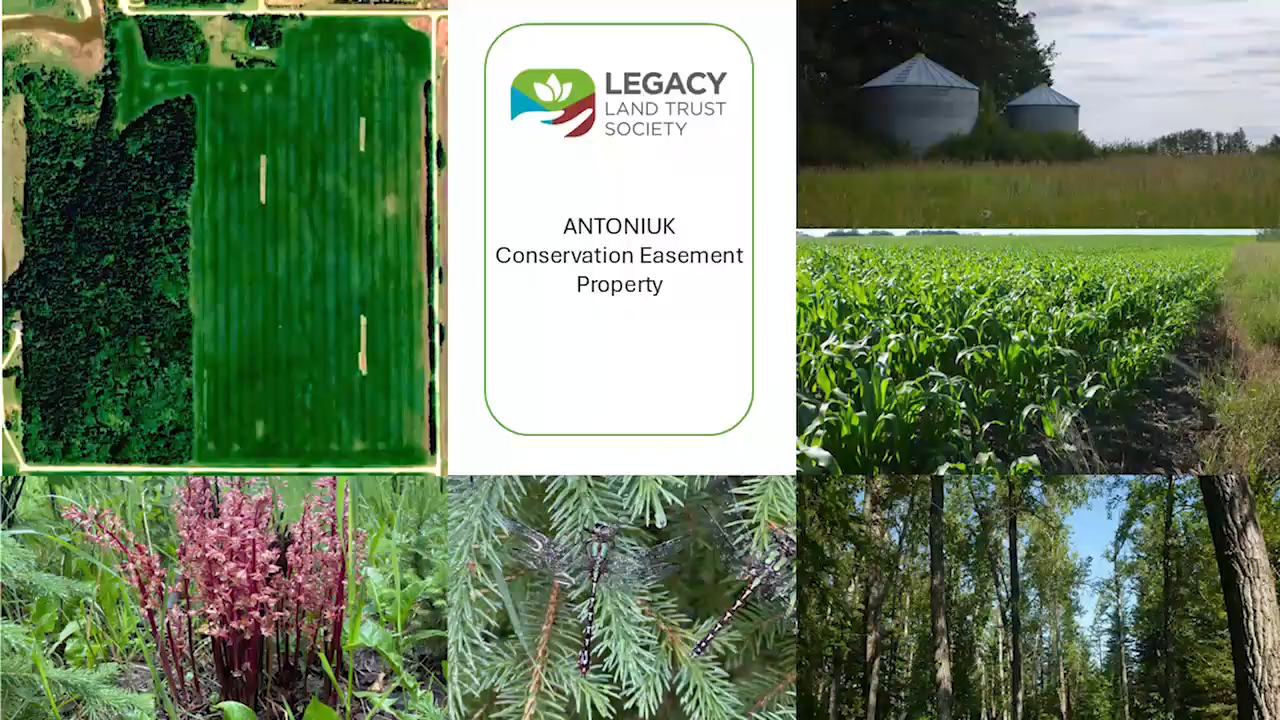 LEGACY
LAND TRUST
SOCIETY
ANTONIUK
Conservation Easement
Property